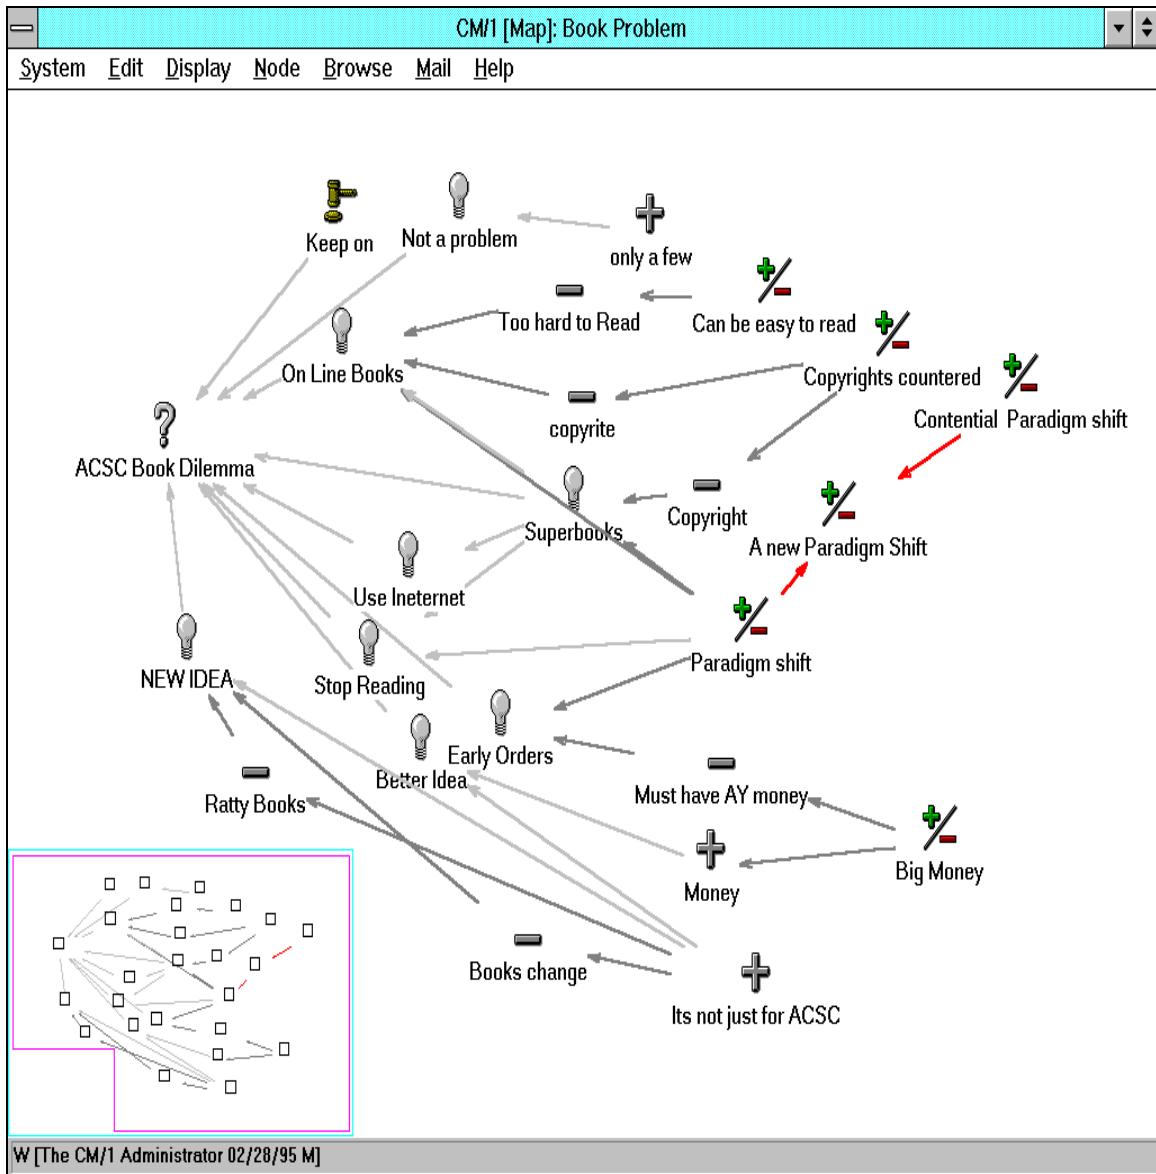 CM/1 [Map]: Book Problem
System Edit Display Node Browse Mail Help
Keep on
Not a problem
only a few
Too hard to Read
Can be easy to read
On Line Books
Copyrights countered
copyrite
Contential Paradigm shift
ACSC Book Dilemma
Copyright
Superbooks
A new Paradigm Shift
Use Ineternet
Paradigm shift
NEW IDEA
Stop Reading
Early Orders
Better Idea
Ratty Books
Must have AY money
Money
Big Money
Books change
Its not just for ACSC
W [The CM/1 Administrator 02/28/95 M]